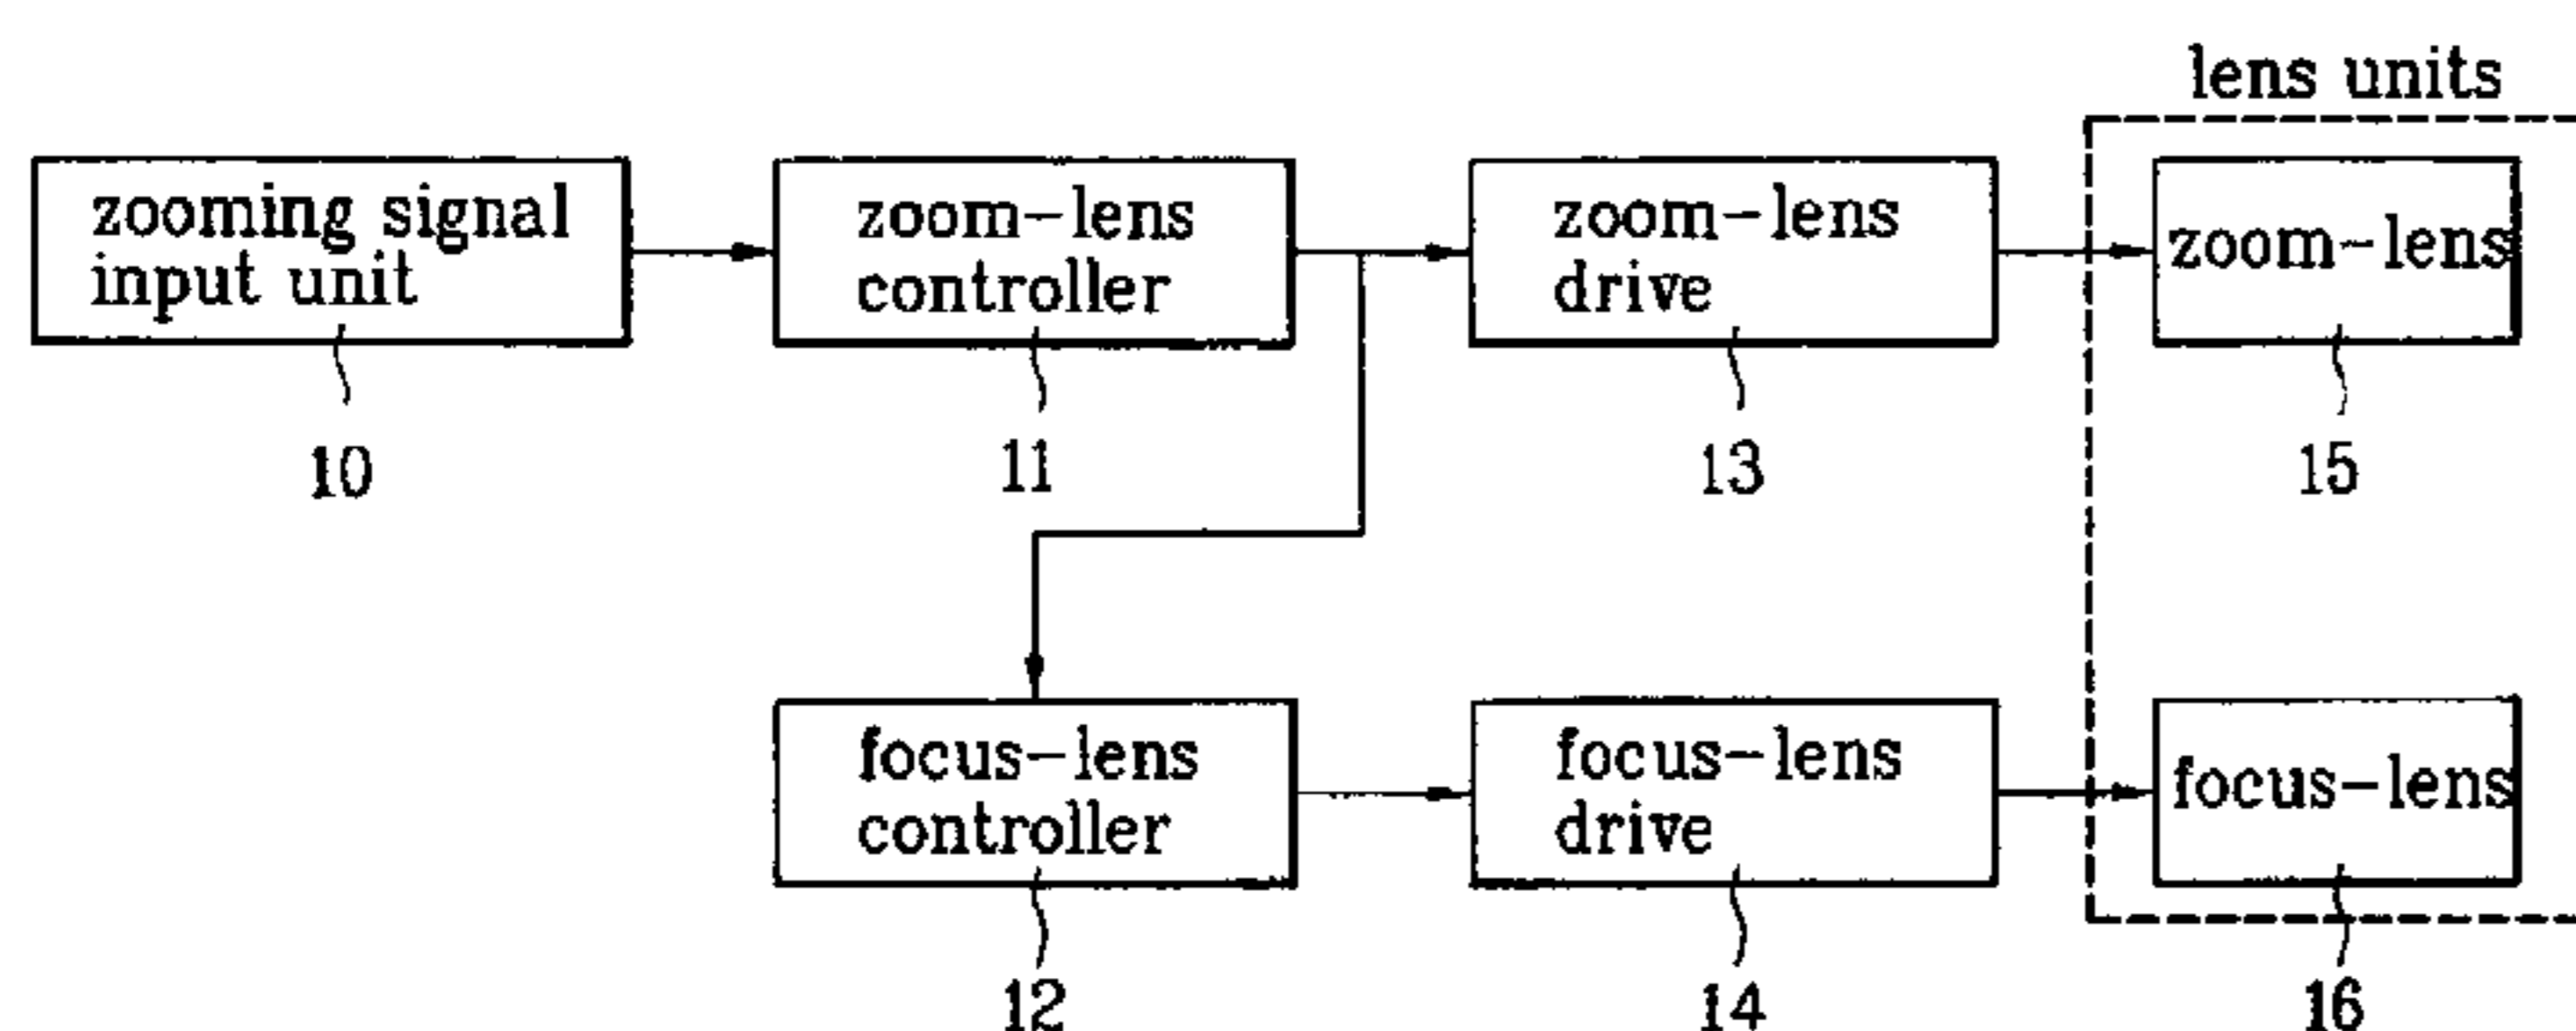 lens units
zooming signal
input unit
zoom-lens
controller
zoom-lens
drive
zoom-lens
10
11
13
15
focus-lens
controller
focus-lens
drive
focus-lens
12
14
16